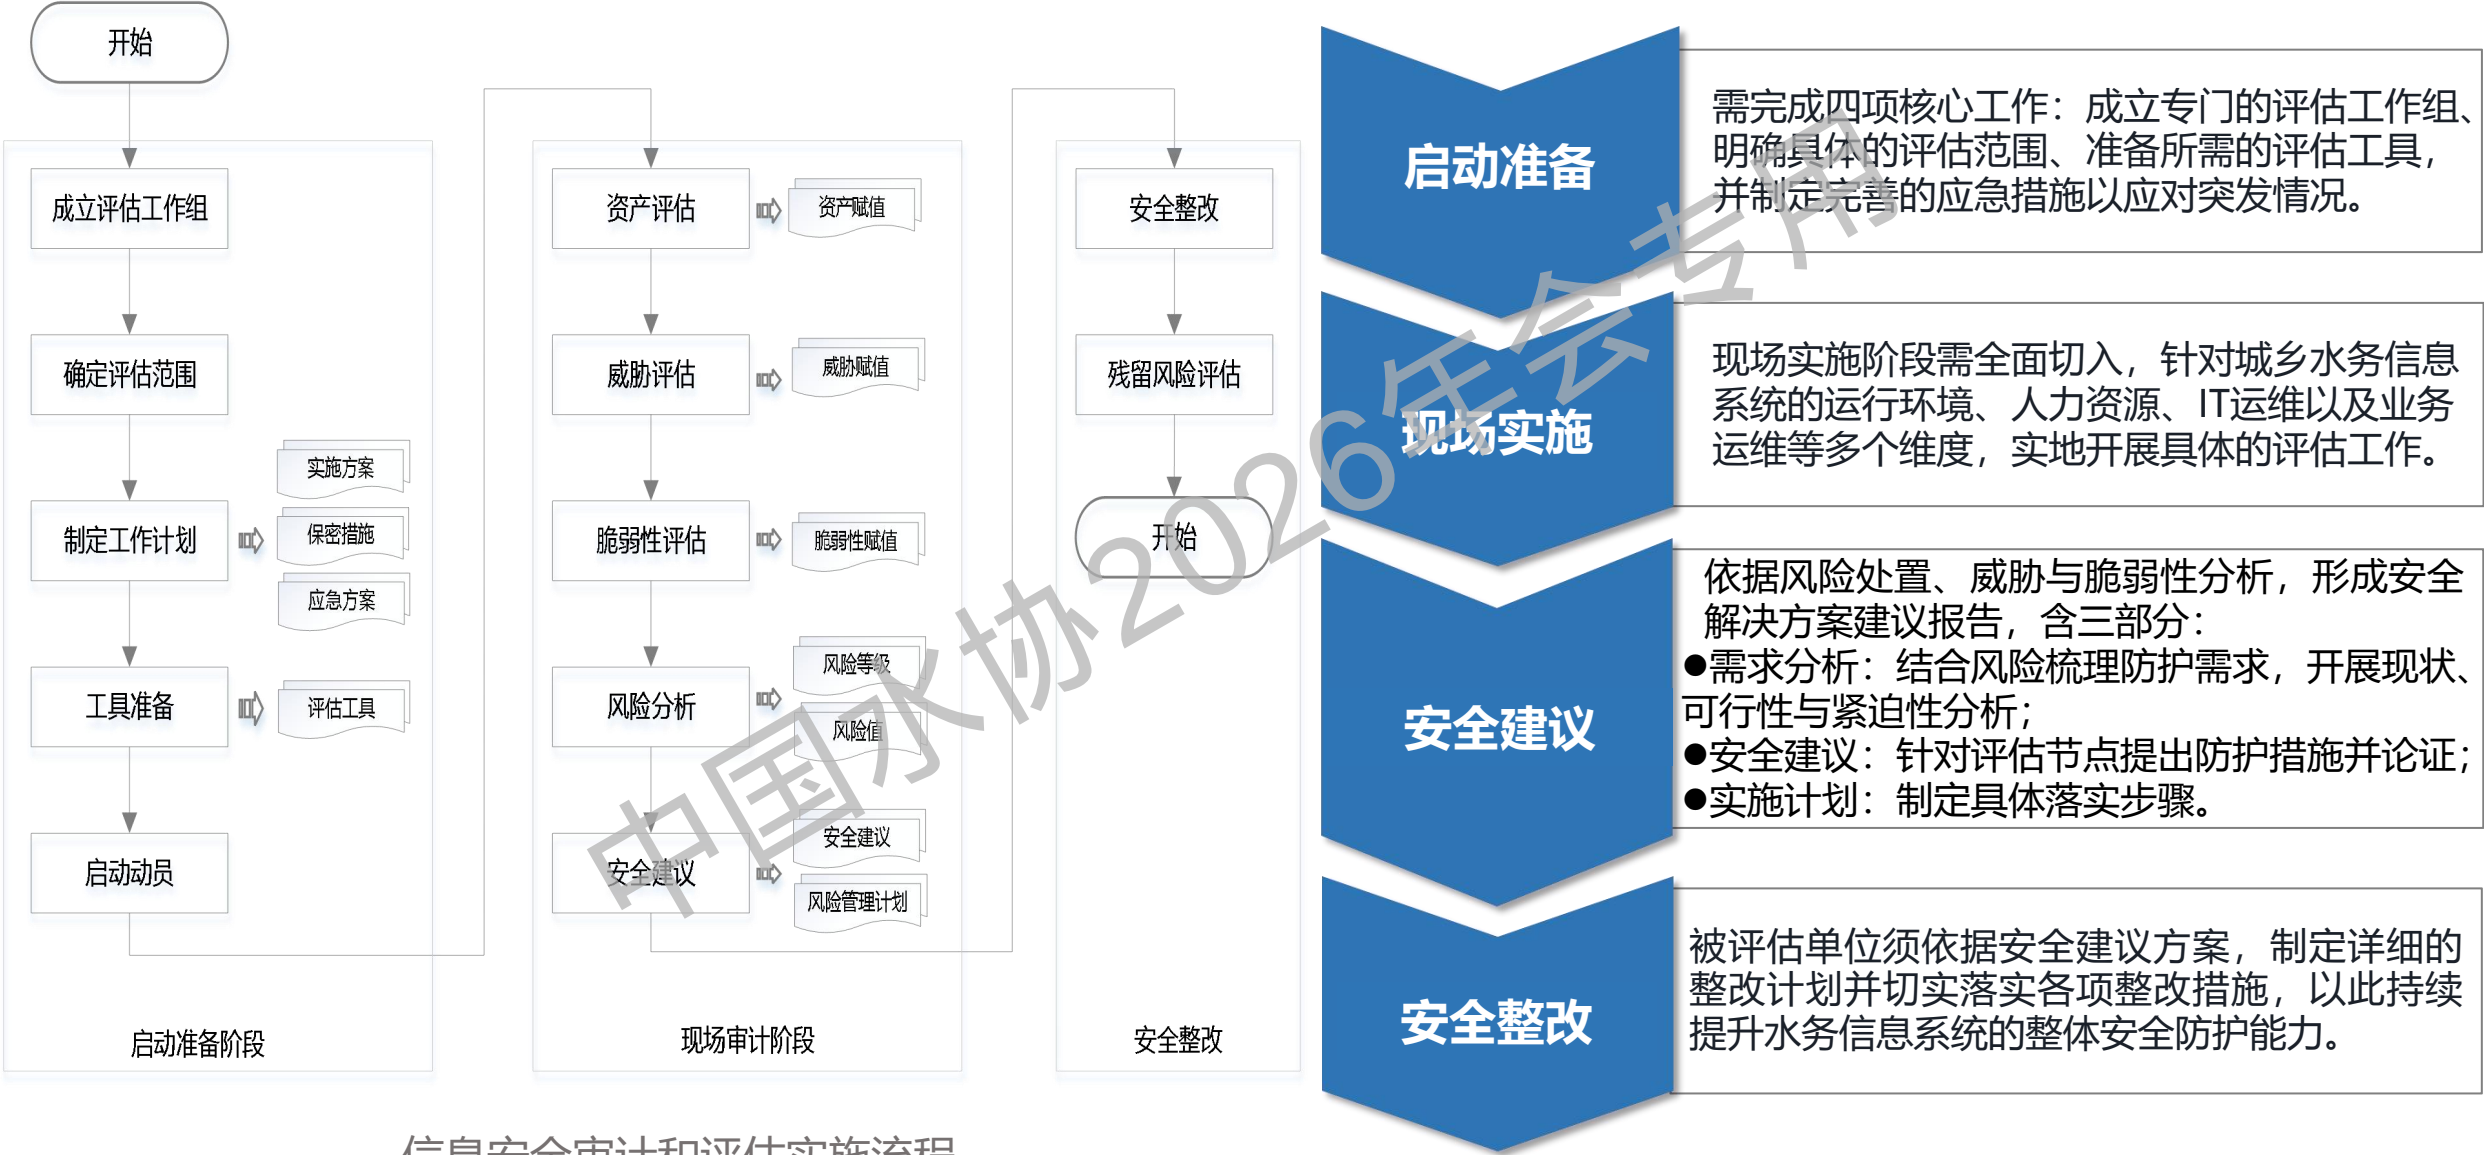 开始
成立评估工作组
确定评估范围
制定工作计划
实施方案
保密措施
应急方案
工具准备
评估工具
启动动员
启动准备阶段
资产评估
资产赋值
威胁评估
威胁赋值
脆弱性评估
脆弱性赋值
风险分析
风险等级
风险值
安全建议
安全建议
风险管理计划
现场审计阶段
安全整改
残留风险评估
开始
安全整改
信息安全审计和评估实施流程
启动准备
需完成四项核心工作：成立专门的评估工作组、
明确具体的评估范围、准备所需的评估工具，
并制定完善的应急措施以应对突发情况。
现场实施
现场实施阶段需全面切入，针对城乡水务信息
系统的运行环境、人力资源、IT运维以及业务
运维等多个维度，实地开展具体的评估工作。
安全建议
依据风险处置、威胁与脆弱性分析，形成安全
解决方案建议报告，含三部分：
●需求分析：结合风险梳理防护需求，开展现状、
可行性与紧迫性分析；
●安全建议：针对评估节点提出防护措施并论证；
●实施计划：制定具体落实步骤。
安全整改
被评估单位须依据安全建议方案，制定详细的
整改计划并切实落实各项整改措施，以此持续
提升水务信息系统的整体安全防护能力。
中国水协2026年会专用